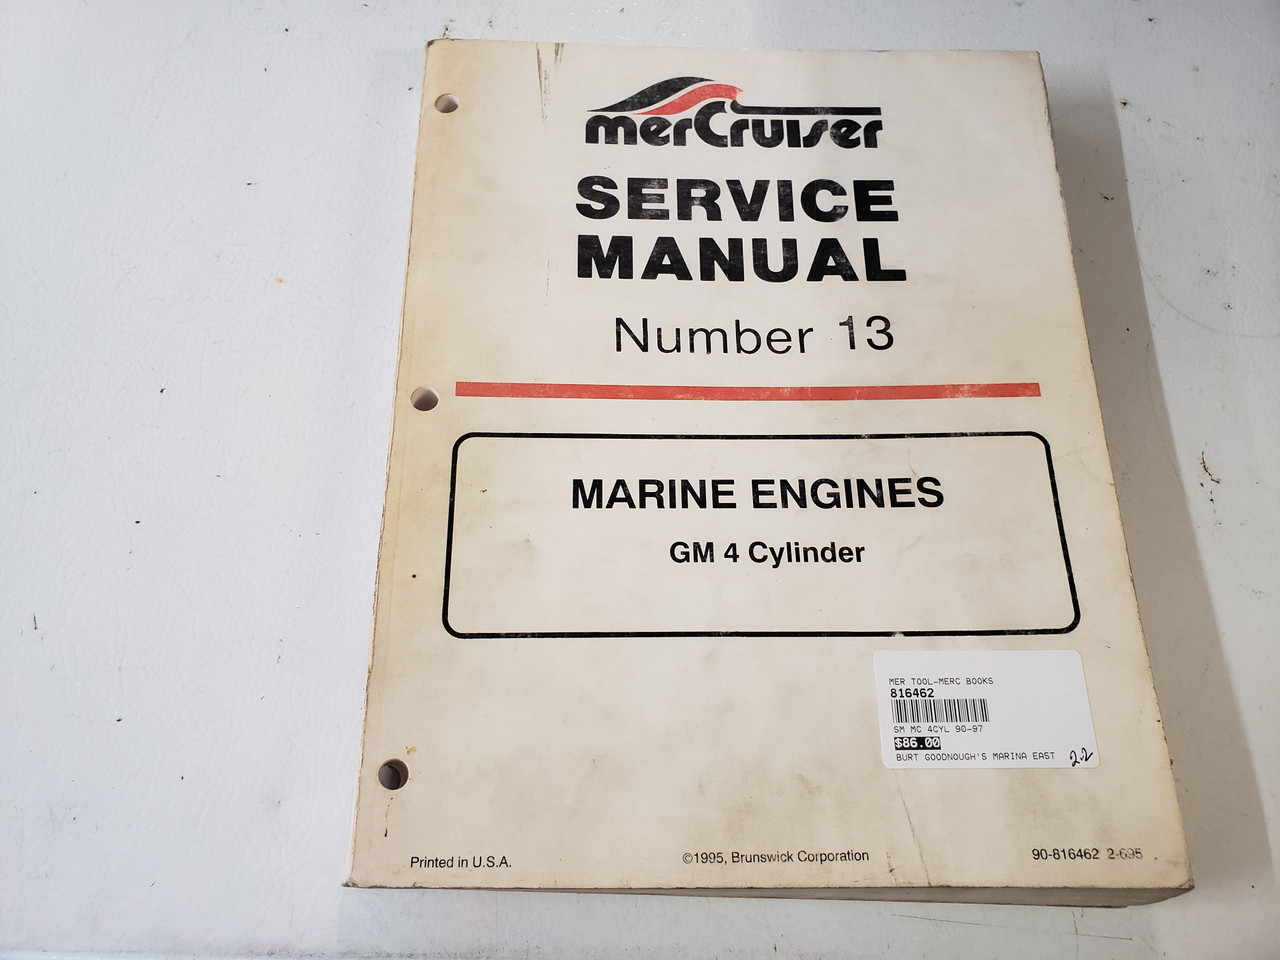 merCruiser
SERVICE
MANUAL
Number 13
MARINE ENGINES
GM 4 Cylinder
MER TOOL-MERC BOOKS
816462
SM MC 4CYL 90-97
$86.00
BURT GOODNOUGH'S MARINA EAST
2.2
Printed in U.S.A.
©1995, Brunswick Corporation
90-816462 2-695